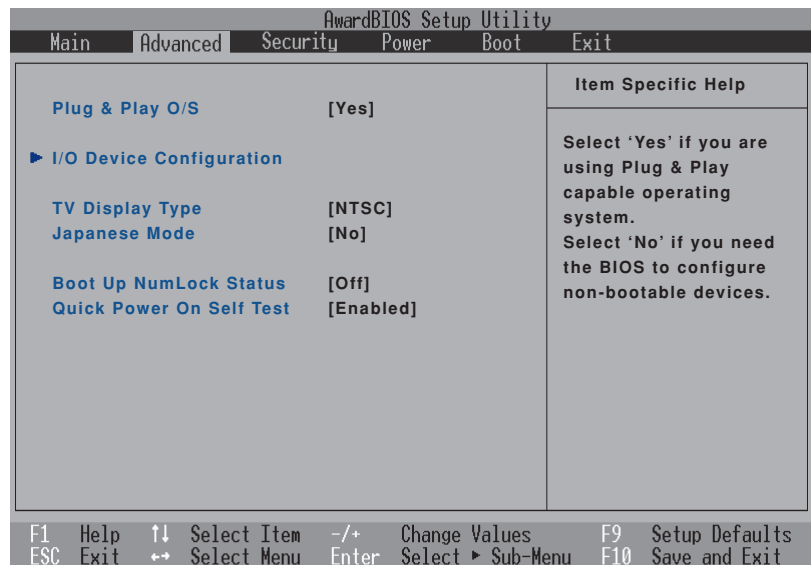 AwardBIOS Setup Utility
Main Advanced Security Power Boot Exit
Plug & Play O/S [Yes]
▶ I/O Device Configuration
TV Display Type [NTSC]
Japanese Mode [No]
Boot Up NumLock Status [Off]
Quick Power On Self Test [Enabled]
Item Specific Help
Select ‘Yes’ if you are
using Plug & Play
capable operating
system.
Select ‘No’ if you need
the BIOS to configure
non-bootable devices.
F1 Help ↑↓ Select Item -/+ Change Values F9 Setup Defaults
ESC Exit ←→ Select Menu Enter Select ▶ Sub-Menu F10 Save and Exit